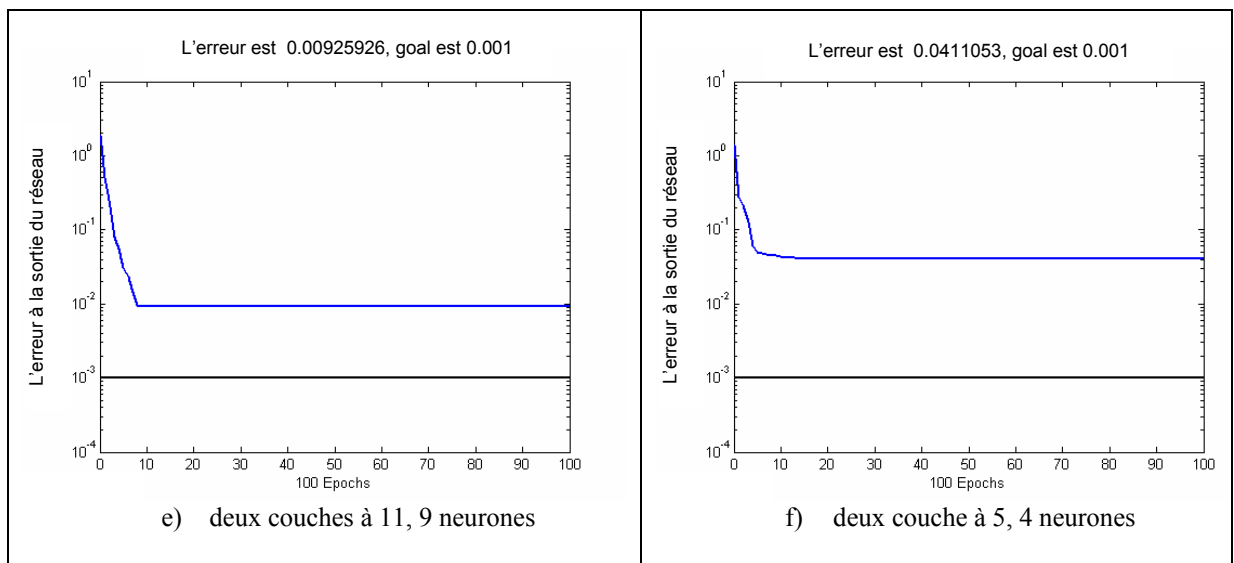 L'erreur est 0.00925926, goal est 0.001
L'erreur à la sortie du réseau
10^1
10^0
10^-1
10^-2
10^-3
10^-4
0 10 20 30 40 50 60 70 80 90 100
100 Epochs
e) deux couches à 11, 9 neurones
L'erreur est 0.0411053, goal est 0.001
L'erreur à la sortie du réseau
10^1
10^0
10^-1
10^-2
10^-3
10^-4
0 10 20 30 40 50 60 70 80 90 100
100 Epochs
f) deux couche à 5, 4 neurones